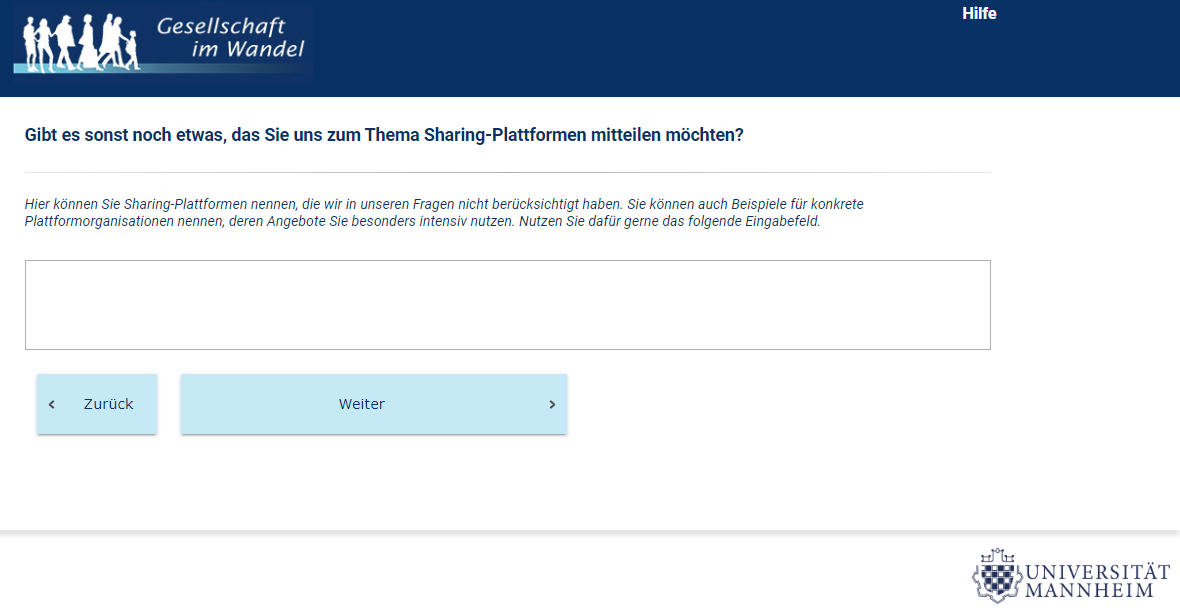 Gesellschaft
im Wandel
Hilfe
Gibt es sonst noch etwas, das Sie uns zum Thema Sharing-Plattformen mitteilen möchten?
Hier können Sie Sharing-Plattformen nennen, die wir in unseren Fragen nicht berücksichtigt haben. Sie können auch Beispiele für konkrete
Plattformorganisationen nennen, deren Angebote Sie besonders intensiv nutzen. Nutzen Sie dafür gerne das folgende Eingabefeld.
‹ Zurück
Weiter ›
UNIVERSITÄT
MANNHEIM